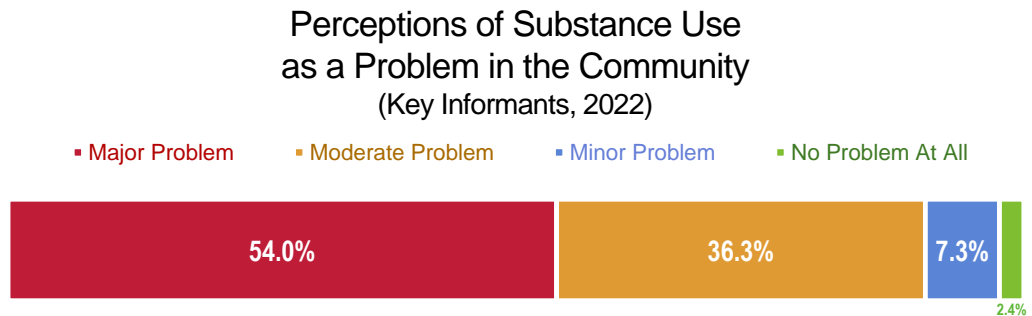 Perceptions of Substance Use
as a Problem in the Community
(Key Informants, 2022)
Major Problem Moderate Problem Minor Problem No Problem At All
54.0% 36.3% 7.3%
2.4%